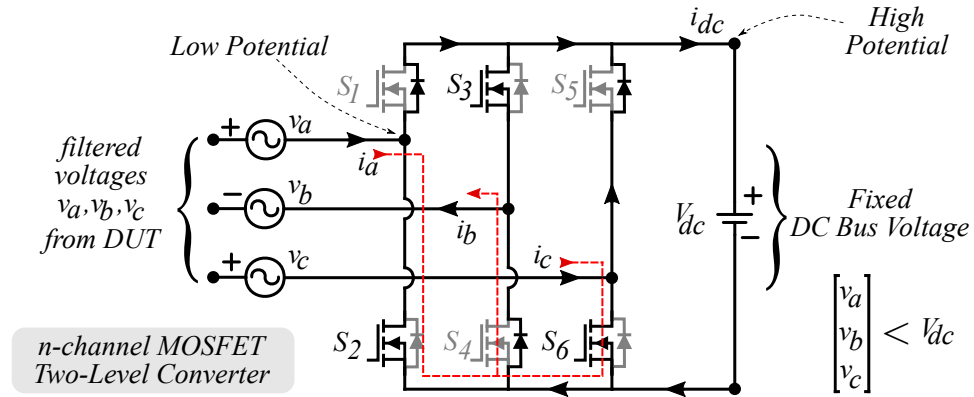 i_dc
High
Potential
Low Potential
S_1
S_3
S_5
+
v_a
i_a
filtered
voltages
v_a, v_b, v_c
from DUT
−
v_b
i_b
+
v_c
i_c
V_dc
+
−
Fixed
DC Bus Voltage
S_2
S_4
S_6
n-channel MOSFET
Two-Level Converter
[v_a
v_b
v_c] < V_dc